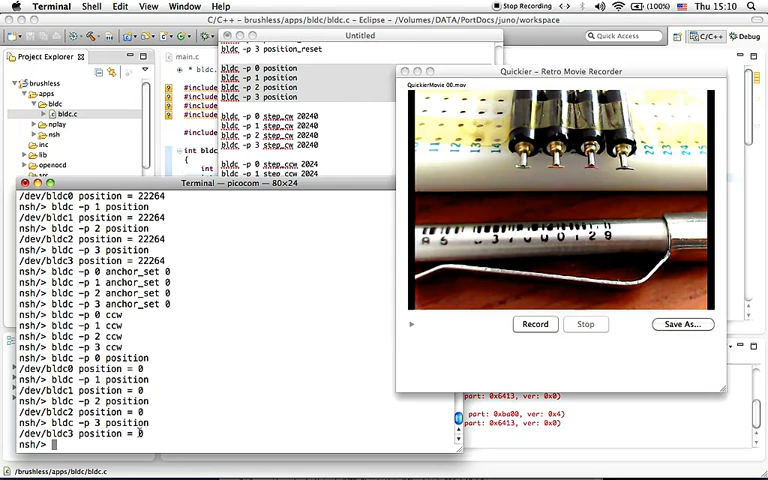 Terminal Shell Edit View Window Help
Stop Recording
(100%)
Thu 15:10
C/C++ - brushless/apps/bldc/bldc.c - Eclipse - /Volumes/DATA/PortDocs/juno/workspace
Quick Access
C/C++
Debug
Project Explorer
brushless
apps
bldc
bldc.c
nplay
nsh
inc
lib
openocd
main.c
* bldc.
#include
#include
#include
#include
#include
int bldc
{
int
Untitled
bldc -p 3 position_reset
bldc -p 0 position
bldc -p 1 position
bldc -p 2 position
bldc -p 3 position
bldc -p 0 step_cw 20240
bldc -p 1 step_cw 20240
bldc -p 2 step_cw 20240
bldc -p 3 step_cw 20240
bldc -p 0 step_ccw 2024
bldc -p 1 step_ccw 2024
Quickier - Retro Movie Recorder
QuickierMovie 00.mov
11 12 13 14
22 23 24 25
Record
Stop
Save As...
Terminal — picocom — 80×24
/dev/bldc0 position = 22264
nsh/> bldc -p 1 position
/dev/bldc1 position = 22264
nsh/> bldc -p 2 position
/dev/bldc2 position = 22264
nsh/> bldc -p 3 position
/dev/bldc3 position = 22264
nsh/> bldc -p 0 anchor_set 0
nsh/> bldc -p 1 anchor_set 0
nsh/> bldc -p 2 anchor_set 0
nsh/> bldc -p 3 anchor_set 0
nsh/> bldc -p 0 ccw
nsh/> bldc -p 1 ccw
nsh/> bldc -p 2 ccw
nsh/> bldc -p 3 ccw
nsh/> bldc -p 0 position
/dev/bldc0 position = 0
nsh/> bldc -p 1 position
/dev/bldc1 position = 0
nsh/> bldc -p 2 position
/dev/bldc2 position = 0
nsh/> bldc -p 3 position
/dev/bldc3 position = 0
nsh/>
part: 0x6413, ver: 0x0)
part: 0xba00, ver: 0x4)
part: 0x6413, ver: 0x0)
/brushless/apps/bldc/bldc.c